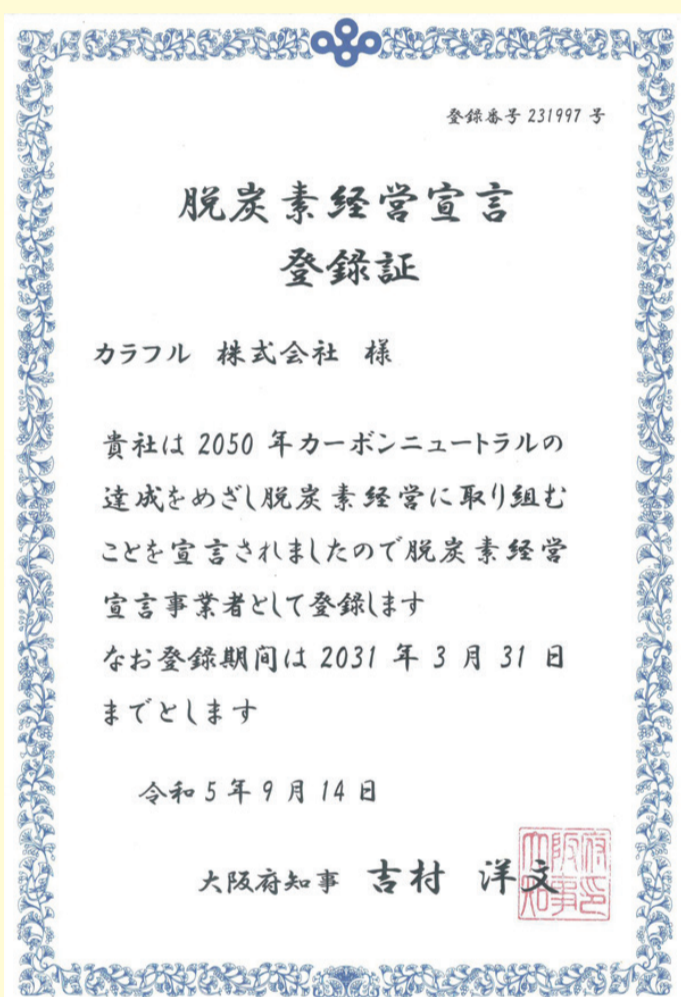 登録番号 231997 号
脱炭素経営宣言
登録証
カラフル 株式会社 様
貴社は 2050 年カーボンニュートラルの
達成をめざし脱炭素経営に取り組む
ことを宣言されましたので脱炭素経営
宣言事業者として登録します
なお登録期間は 2031 年 3 月 31 日
までとします
令和 5 年 9 月 14 日
大阪府知事 吉村 洋文
大阪府知事印